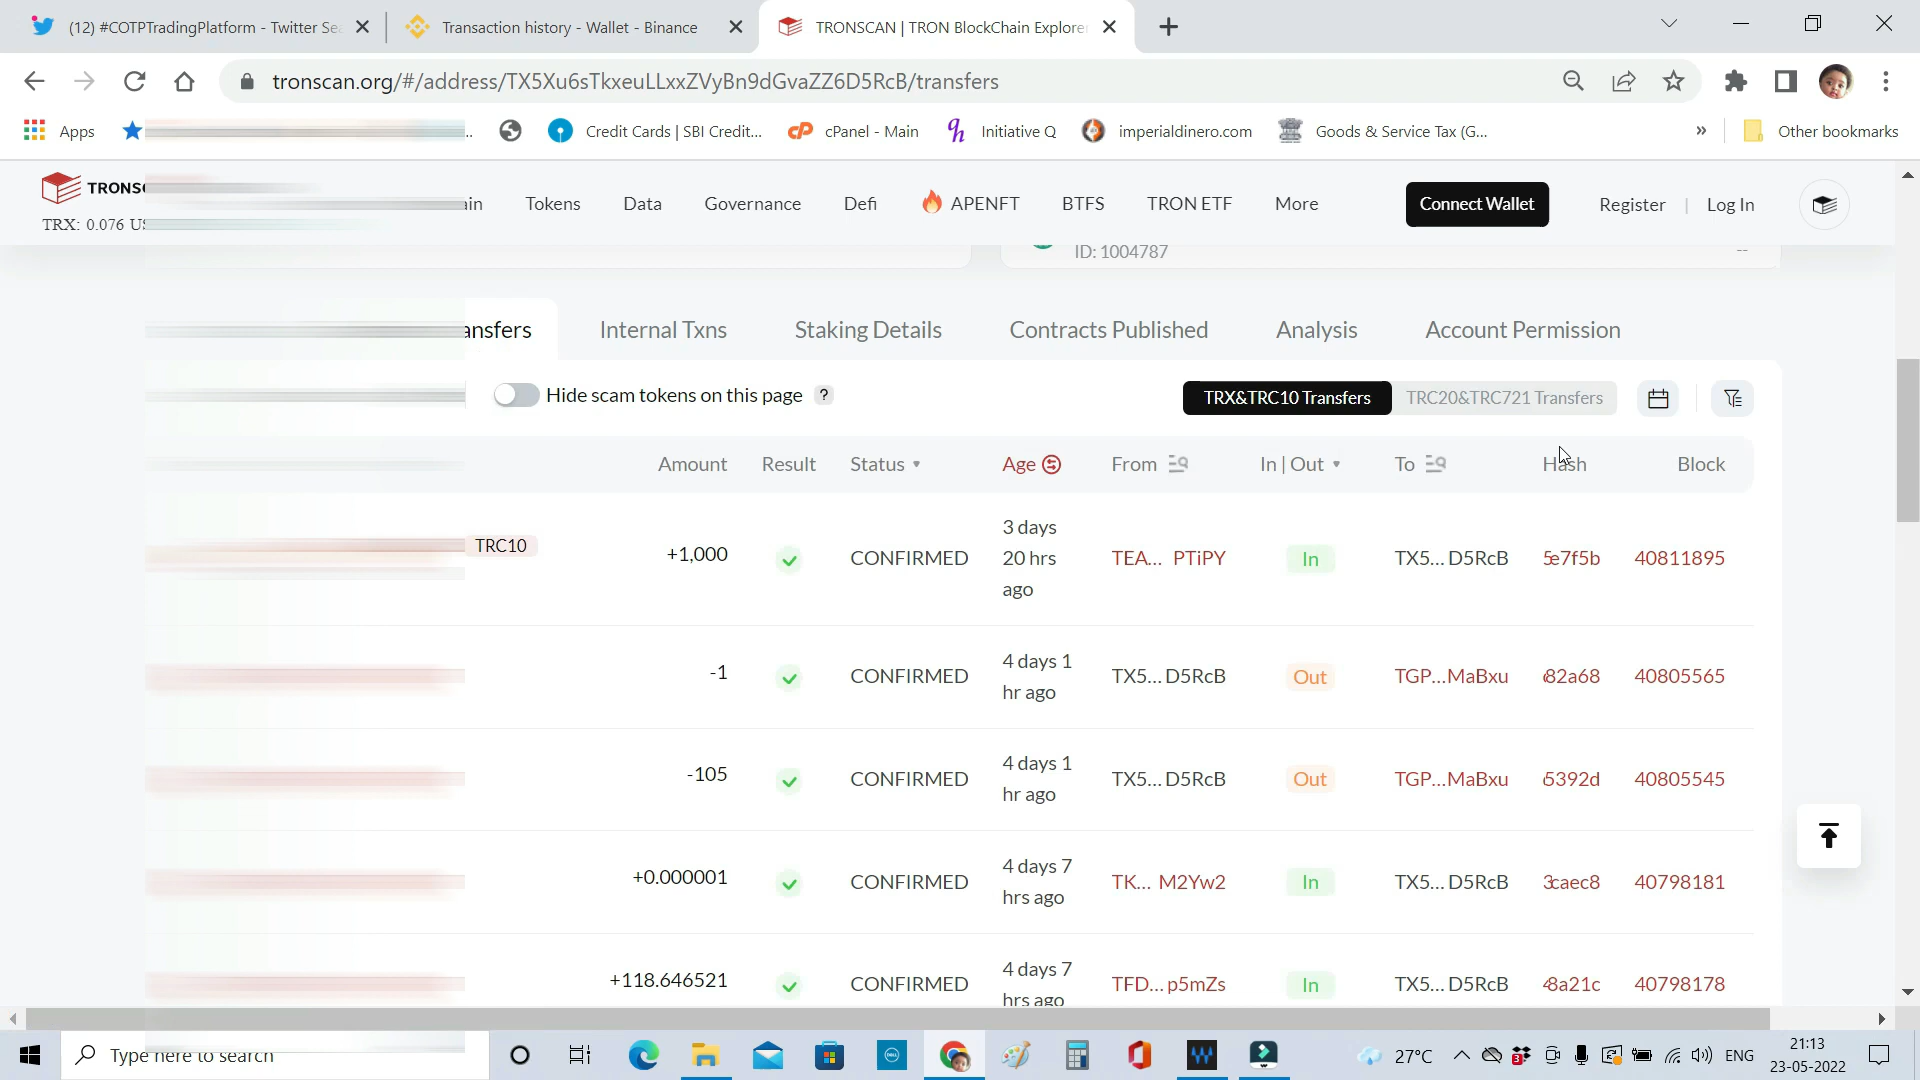 (12) #COTPTradingPlatform - Twitter Se
Transaction history - Wallet - Binance
TRONSCAN | TRON BlockChain Explore
tronscan.org/#/address/TX5Xu6sTkxeuLLxxZVyBn9dGvaZZ6D5RcB/transfers
Apps
Credit Cards | SBI Credit...
cPanel - Main
Initiative Q
imperialdinero.com
Goods & Service Tax (G...
»
Other bookmarks
TRONS
TRX: 0.076 US
ain
Tokens
Data
Governance
Defi
APENFT
BTFS
TRON ETF
More
Connect Wallet
Register | Log In
ID: 1004787
--
ansfers
Internal Txns
Staking Details
Contracts Published
Analysis
Account Permission
Hide scam tokens on this page ?
TRX&TRC10 Transfers
TRC20&TRC721 Transfers
Amount Result Status Age From In | Out To Hash Block
TRC10 +1,000 CONFIRMED 3 days 20 hrs ago TEA... PTiPY In TX5... D5RcB 5e7f5b 40811895
-1 CONFIRMED 4 days 1 hr ago TX5... D5RcB Out TGP...MaBxu 82a68 40805565
-105 CONFIRMED 4 days 1 hr ago TX5... D5RcB Out TGP...MaBxu 5392d 40805545
+0.000001 CONFIRMED 4 days 7 hrs ago TK... M2Yw2 In TX5... D5RcB 3caec8 40798181
+118.646521 CONFIRMED 4 days 7 hrs ago TFD... p5mZs In TX5... D5RcB 8a21c 40798178
Type here to search
27°C
ENG
21:13
23-05-2022